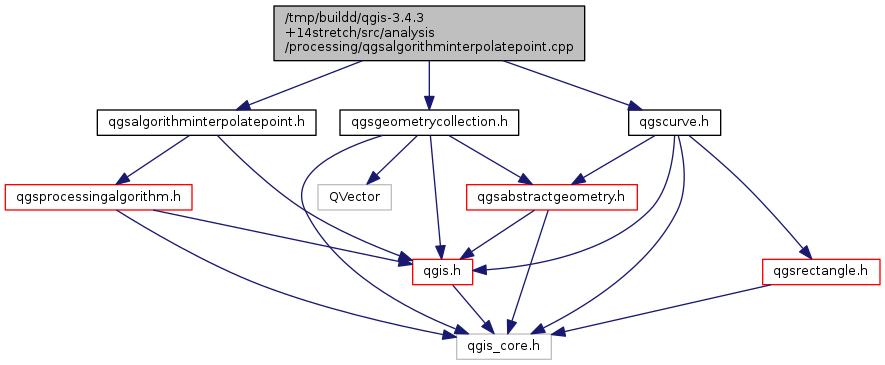 /tmp/buildd/qgis-3.4.3
+14stretch/src/analysis
/processing/qgsalgorithminterpolatepoint.cpp
qgsalgorithminterpolatepoint.h
qgsgeometrycollection.h
qgscurve.h
qgsprocessingalgorithm.h
QVector
qgsabstractgeometry.h
qgis.h
qgsrectangle.h
qgis_core.h